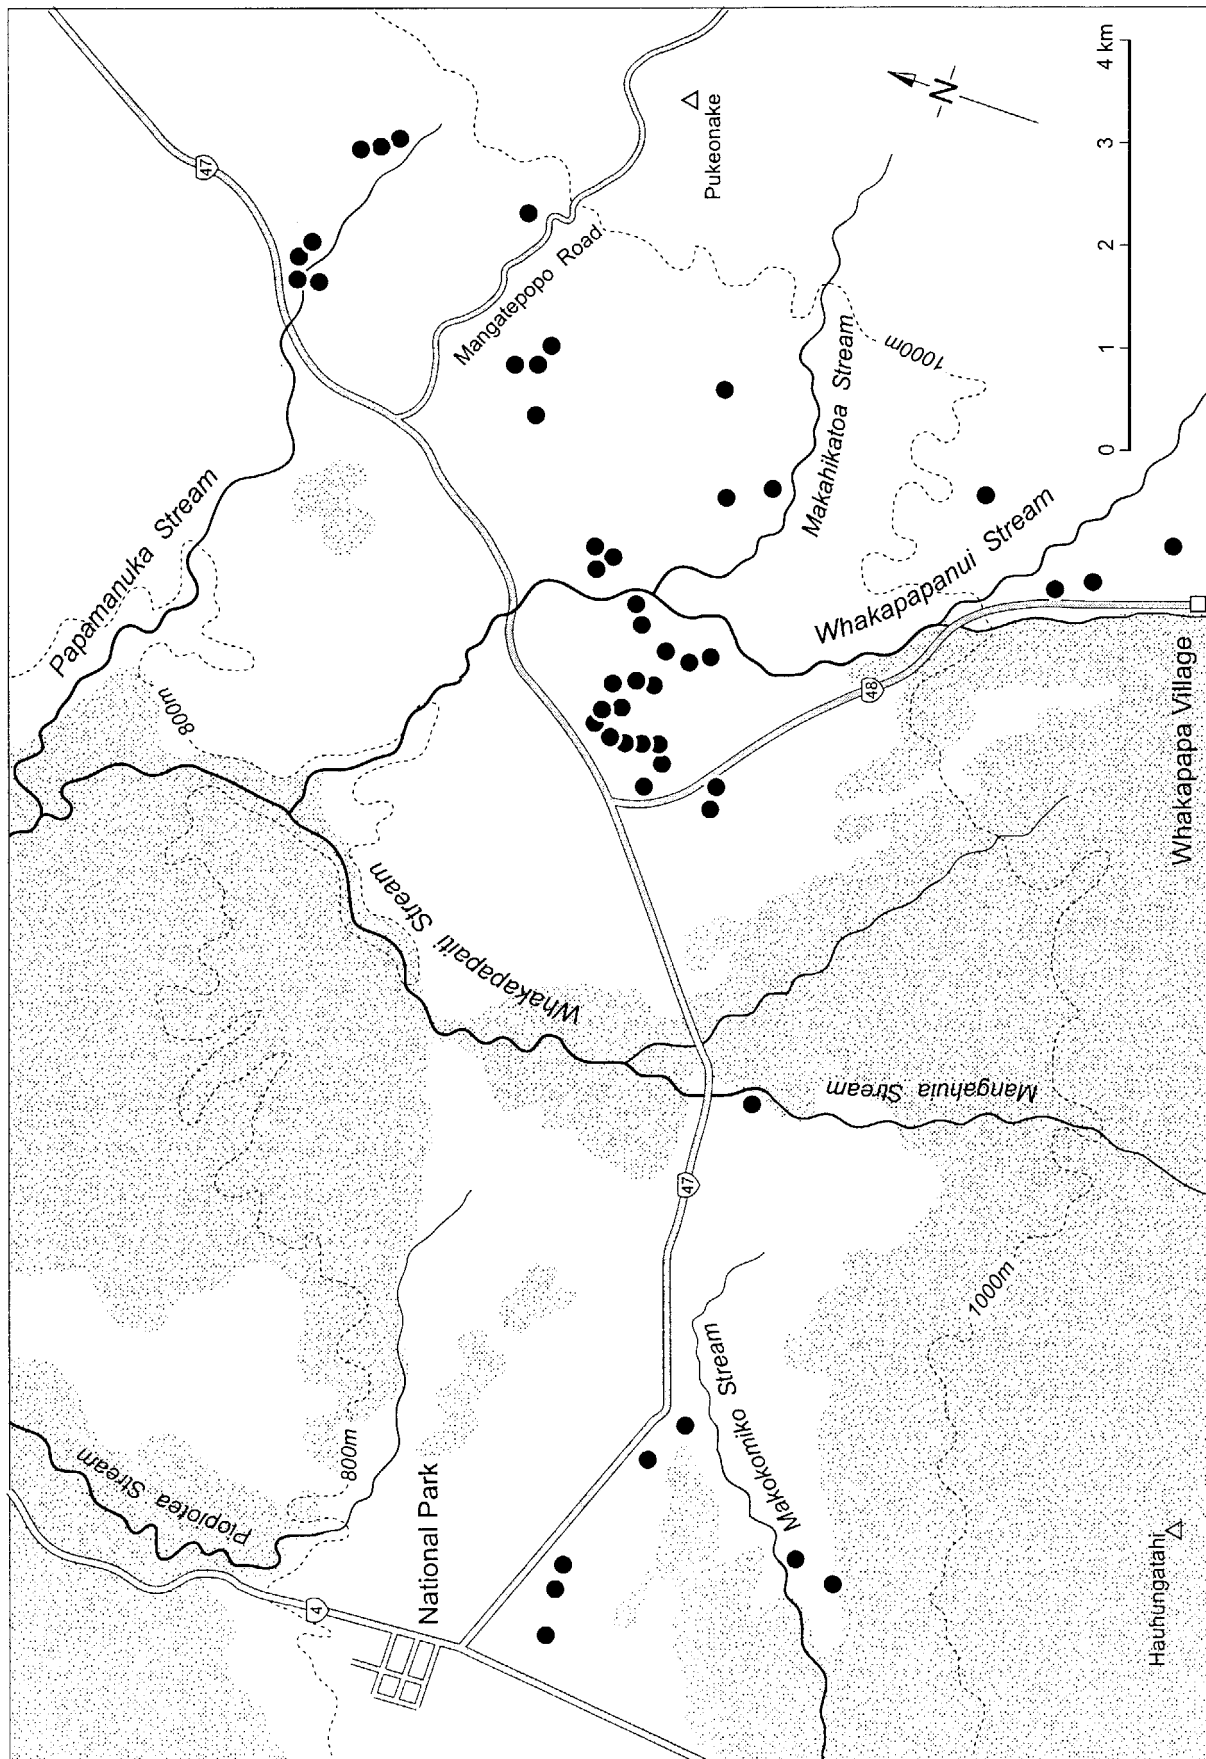 Piopiotea Stream
800m
4
National Park
Makokomiko Stream
Hauhungatahi
1000m
47
Mangahuia Stream
Whakapapaiti Stream
800m
Papamanuka Stream
47
Mangatepopo Road
Pukeonake
Makahikatoa Stream
1000m
Whakapapanui Stream
48
Whakapapa Village
-N-
0 1 2 3 4 km